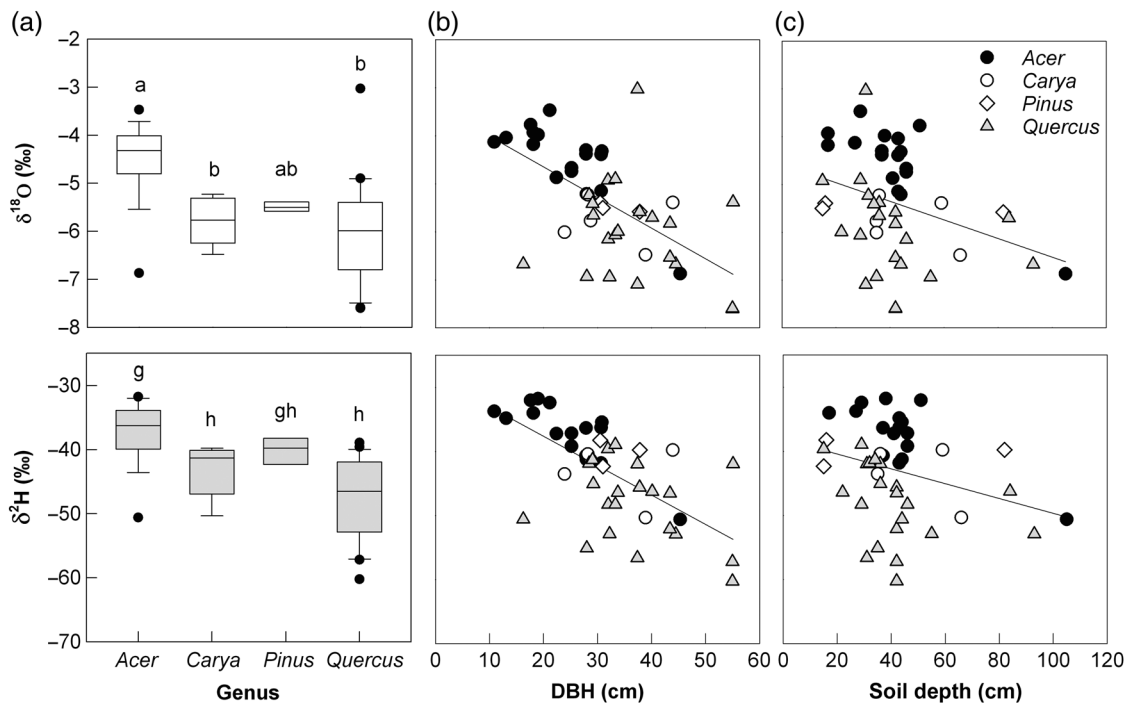 (a)
(b)
(c)
δ18O (‰)
−2
−3
−4
−5
−6
−7
−8
a
b
ab
b
Acer
Carya
Pinus
Quercus
δ2H (‰)
−30
−40
−50
−60
−70
g
h
gh
h
Acer Carya Pinus Quercus
Genus
0 10 20 30 40 50 60
DBH (cm)
0 20 40 60 80 100 120
Soil depth (cm)